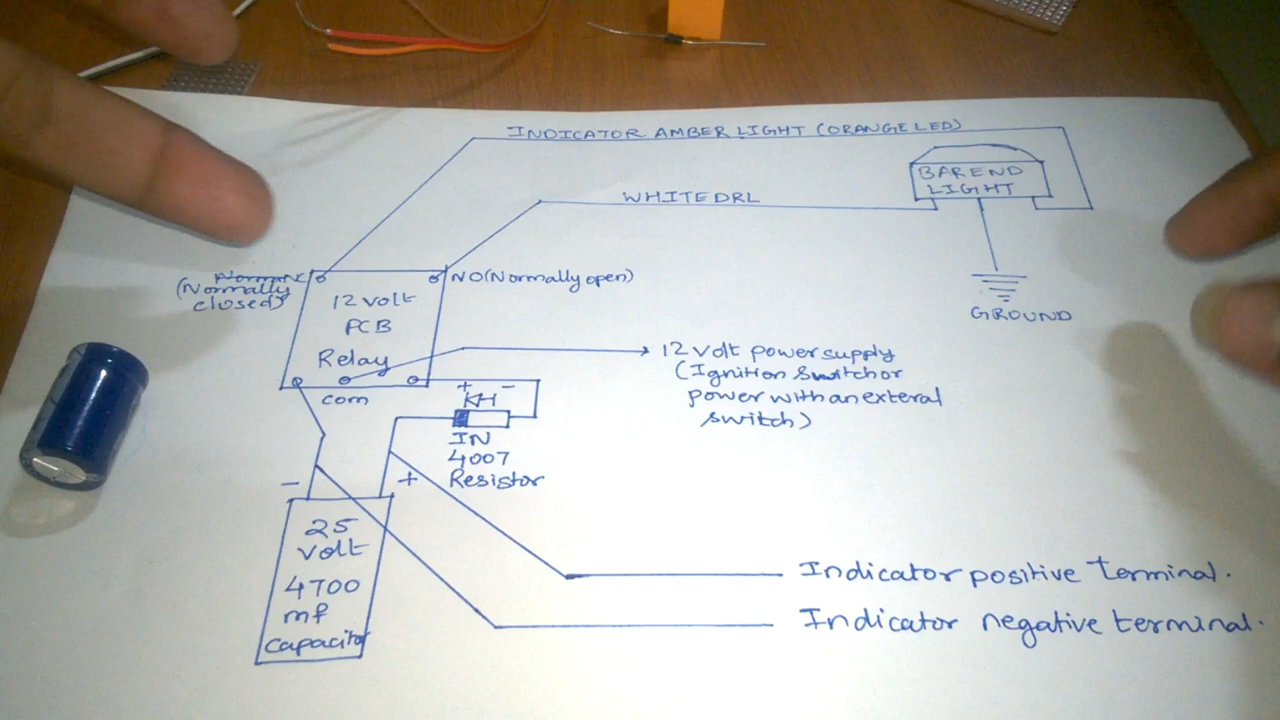 INDICATOR AMBER LIGHT (ORANGE LED)
BAREND
LIGHT
WHITE DRL
NO (Normally open)
(Normally
closed)
12 volt
PCB
Relay
com
GROUND
12 volt power supply
(Ignition switch or
power with an exteral
switch)
+ -
IN
4007
Resistor
- +
25
volt
4700
mf
capacitor
Indicator positive terminal.
Indicator negative terminal.